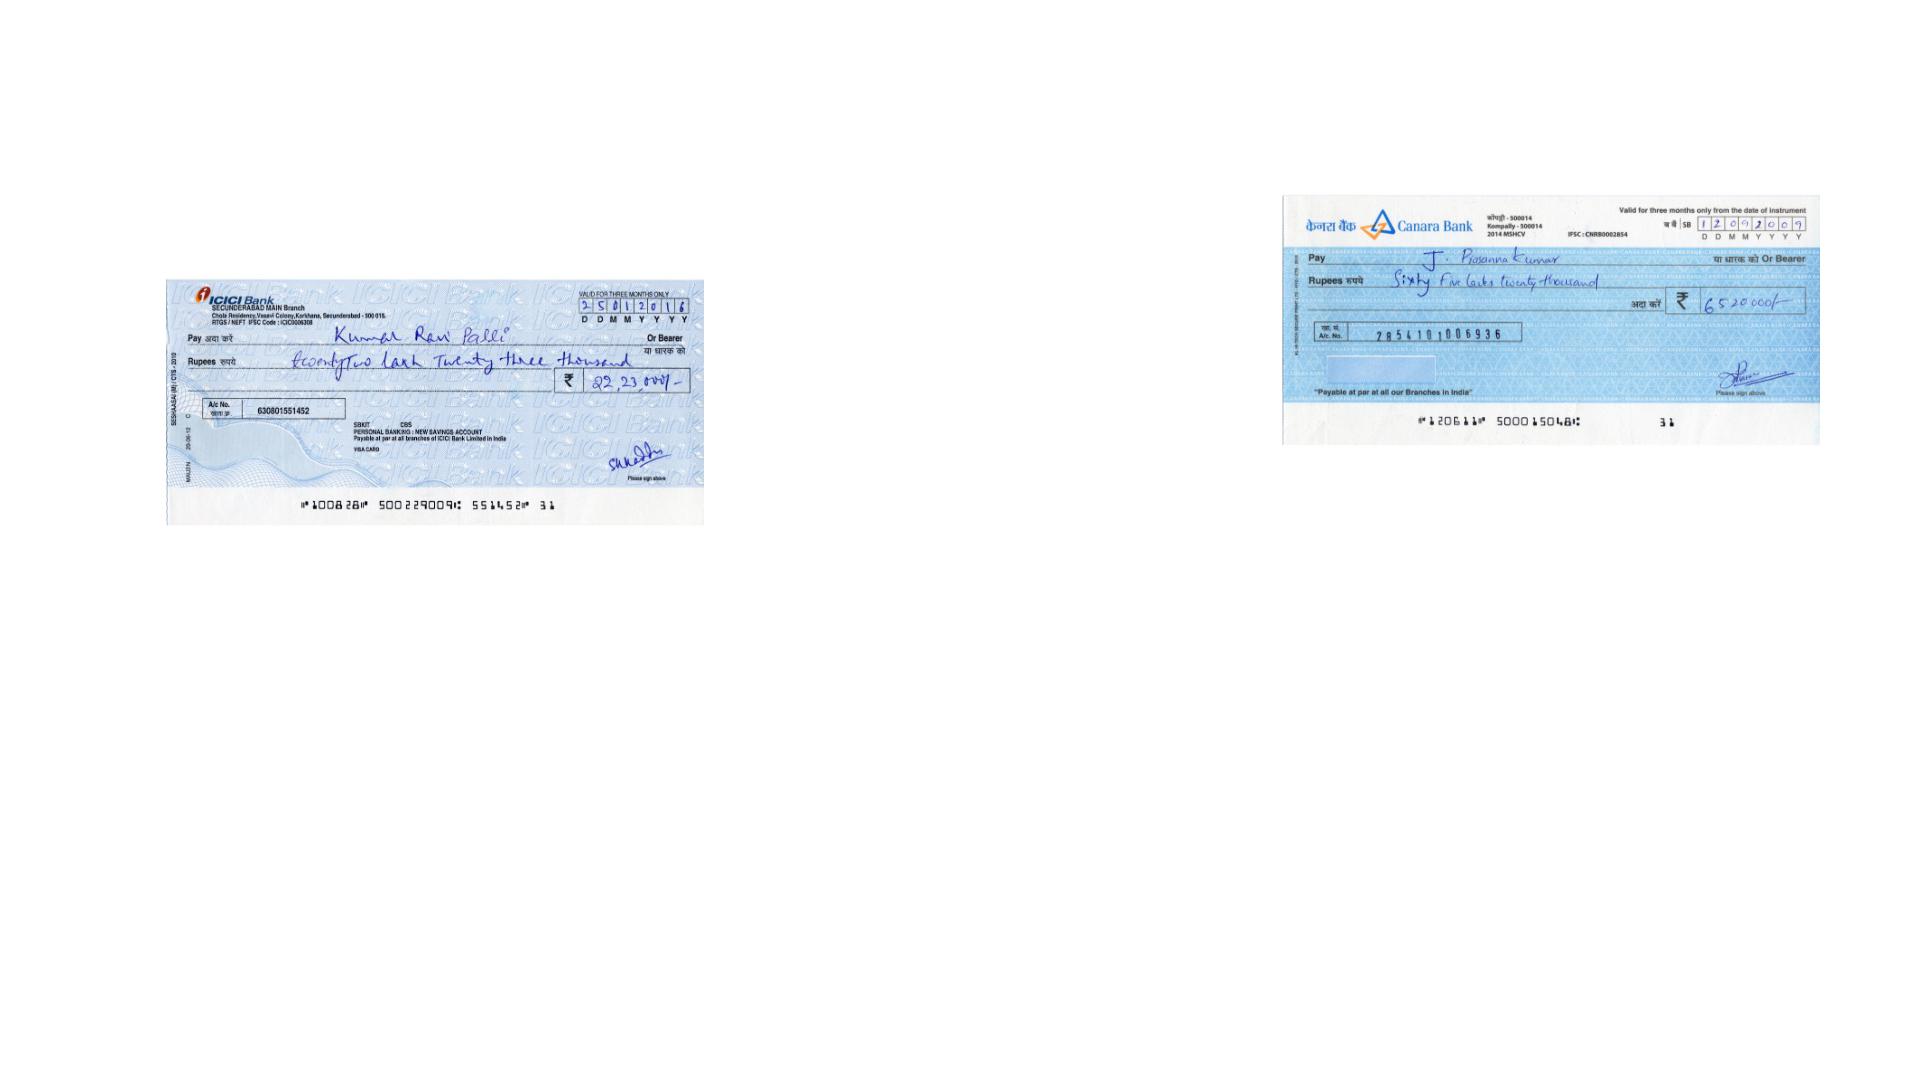 ICICI Bank
SECUNDERABAD MAIN Branch
Chola Residency,Vasavi Colony,Karkhana, Secunderabad - 500 015.
RTGS / NEFT IFSC Code : ICIC0006308
VALID FOR THREE MONTHS ONLY
2 5 0 1 2 0 1 6
D D M M Y Y Y Y
Pay अदा करें Kumar Ravi Palli Or Bearer
या धारक को
Rupees रुपये twenty Two lakh Twenty three thousand
₹ 22,23,000/-
A/c No. 630801551452
खाता क्र.
SBKIT CBS
PERSONAL BANKING : NEW SAVINGS ACCOUNT
Payable at par at all branches of ICICI Bank Limited in India
VISA CARD
Please sign above
SESHAASAI (M) / CTS - 2010
"100828" 500229009: 551452" 31
केनरा बैंक Canara Bank
कोंपल्ली - 500014
Kompally - 500014
2014 MSHCV
IFSC : CNRB0002854
Valid for three months only from the date of instrument
ब बैं SB 1 2 0 9 2 0 0 9
D D M M Y Y Y Y
Pay J. Prasanna Kumar या धारक को Or Bearer
Rupees रुपये Sixty Five lacks twenty thousand
अदा करें ₹ 6520000/-
खा. सं.
A/c. No. 2854101006936
"Payable at par at all our Branches in India"
Please sign above
"120611" 500015048: 31